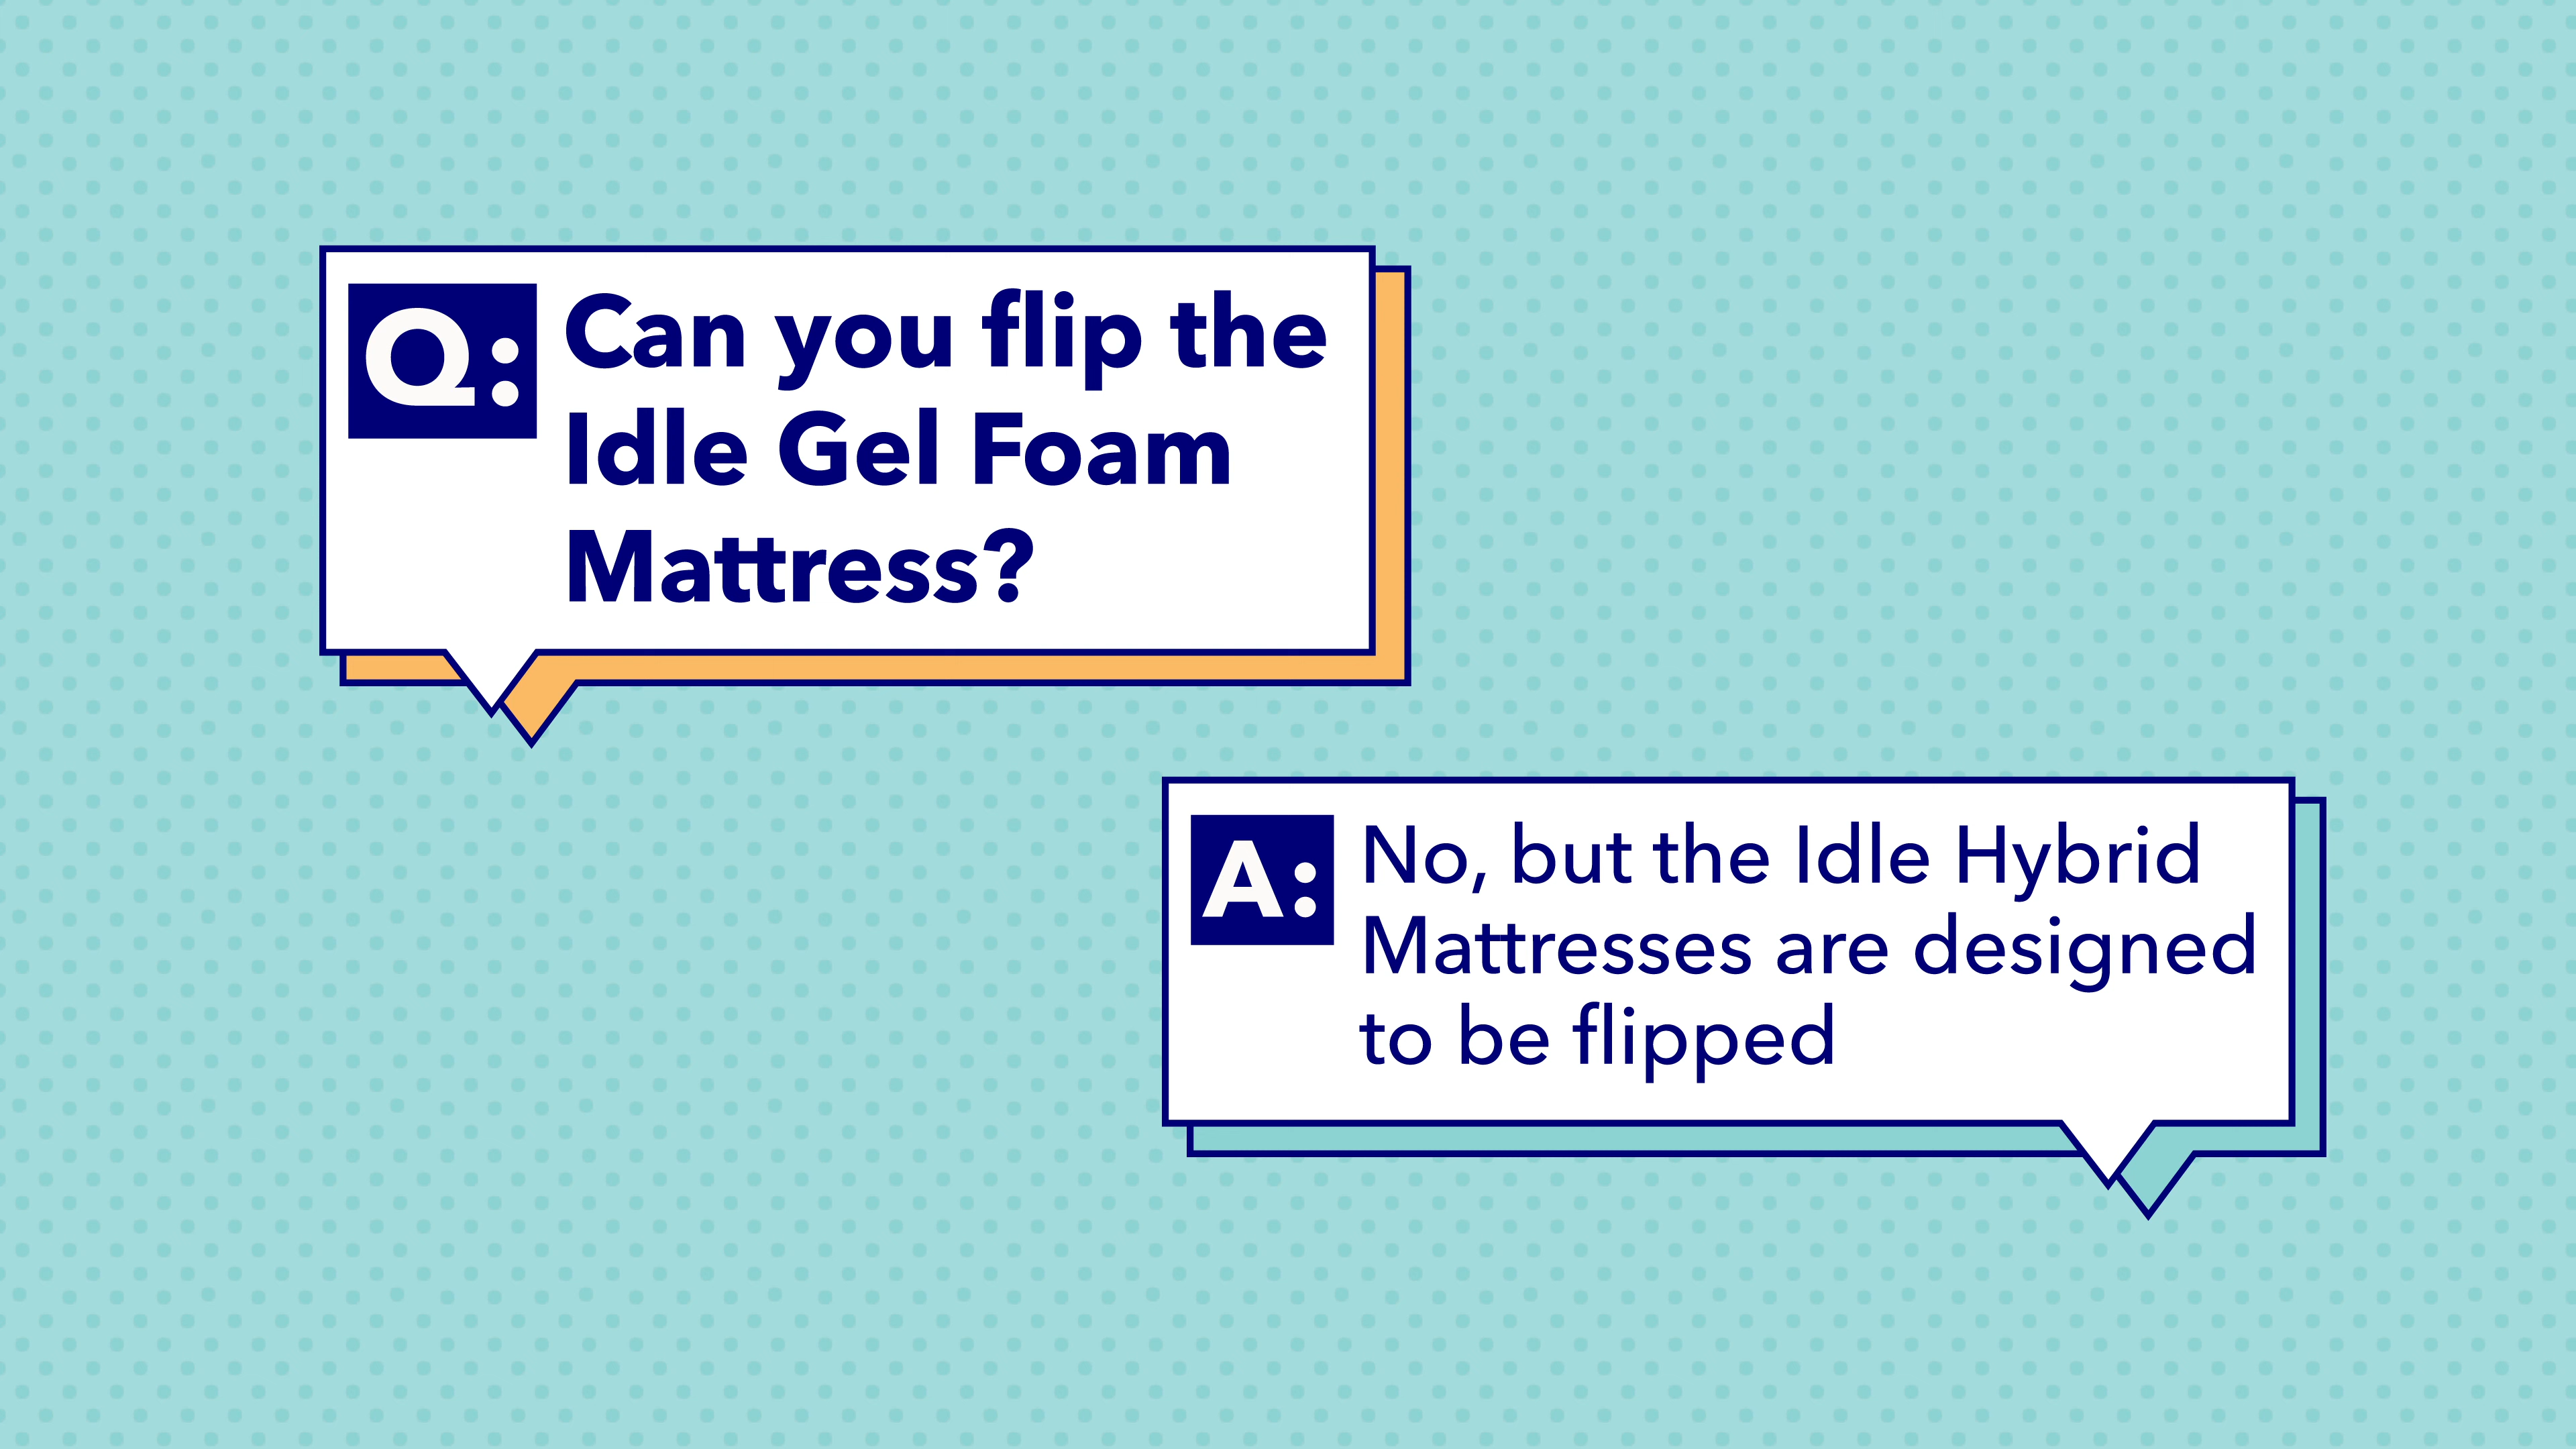 Q: Can you flip the
Idle Gel Foam
Mattress?
A: No, but the Idle Hybrid
Mattresses are designed
to be flipped